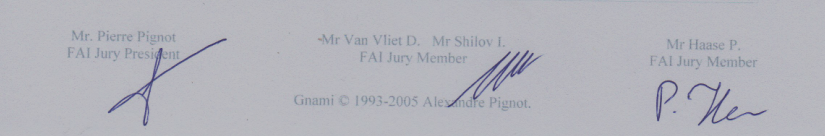 Mr. Pierre Pignot
FAI Jury President
-Mr Van Vliet D. Mr Shilov I.
FAI Jury Member
Mr Haase P.
FAI Jury Member
Gnami © 1993-2005 Alexandre Pignot.